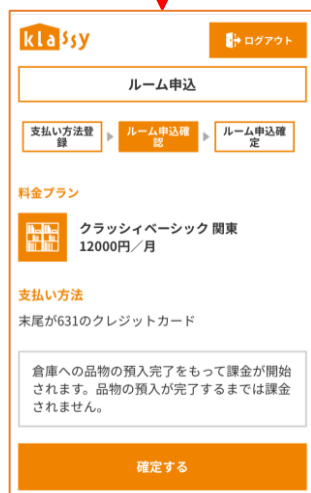 klassy
ログアウト
ルーム申込
支払い方法登
録
ルーム申込確
認
ルーム申込確
定
料金プラン
クラッシィベーシック 関東
12000円／月
支払い方法
末尾が631のクレジットカード
倉庫への品物の預入完了をもって課金が開始
されます。品物の預入が完了するまでは課金
されません。
確定する